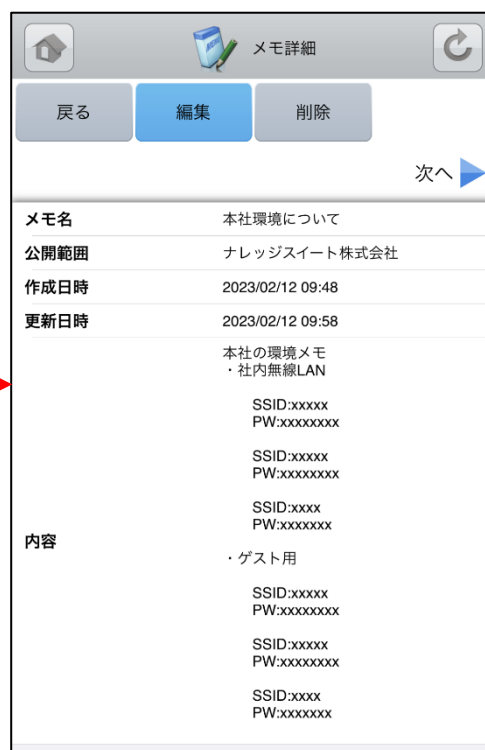 メモ詳細
戻る 編集 削除
次へ
メモ名 本社環境について
公開範囲 ナレッジスイート株式会社
作成日時 2023/02/12 09:48
更新日時 2023/02/12 09:58
内容
本社の環境メモ
・社内無線LAN
SSID:xxxxx
PW:xxxxxxxx
SSID:xxxxx
PW:xxxxxxxx
SSID:xxxx
PW:xxxxxxx
・ゲスト用
SSID:xxxxx
PW:xxxxxxxx
SSID:xxxxx
PW:xxxxxxxx
SSID:xxxx
PW:xxxxxxx